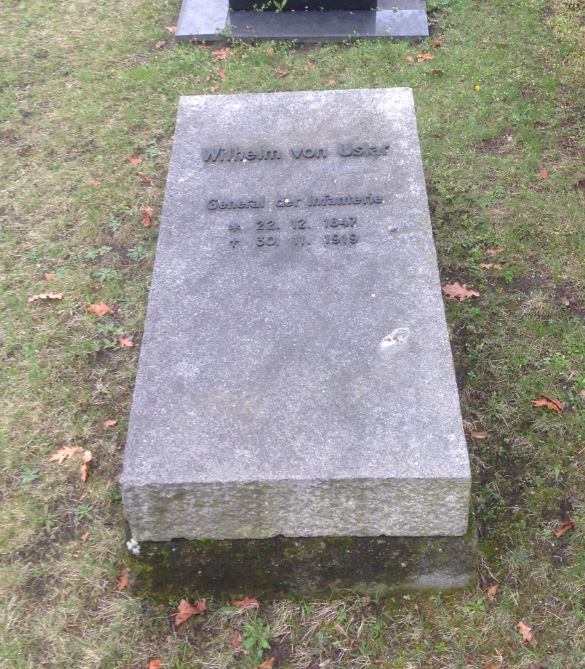 Wilhelm von Uslar
General der Infanterie
* 22. 12. 1847
† 30. 11. 1919